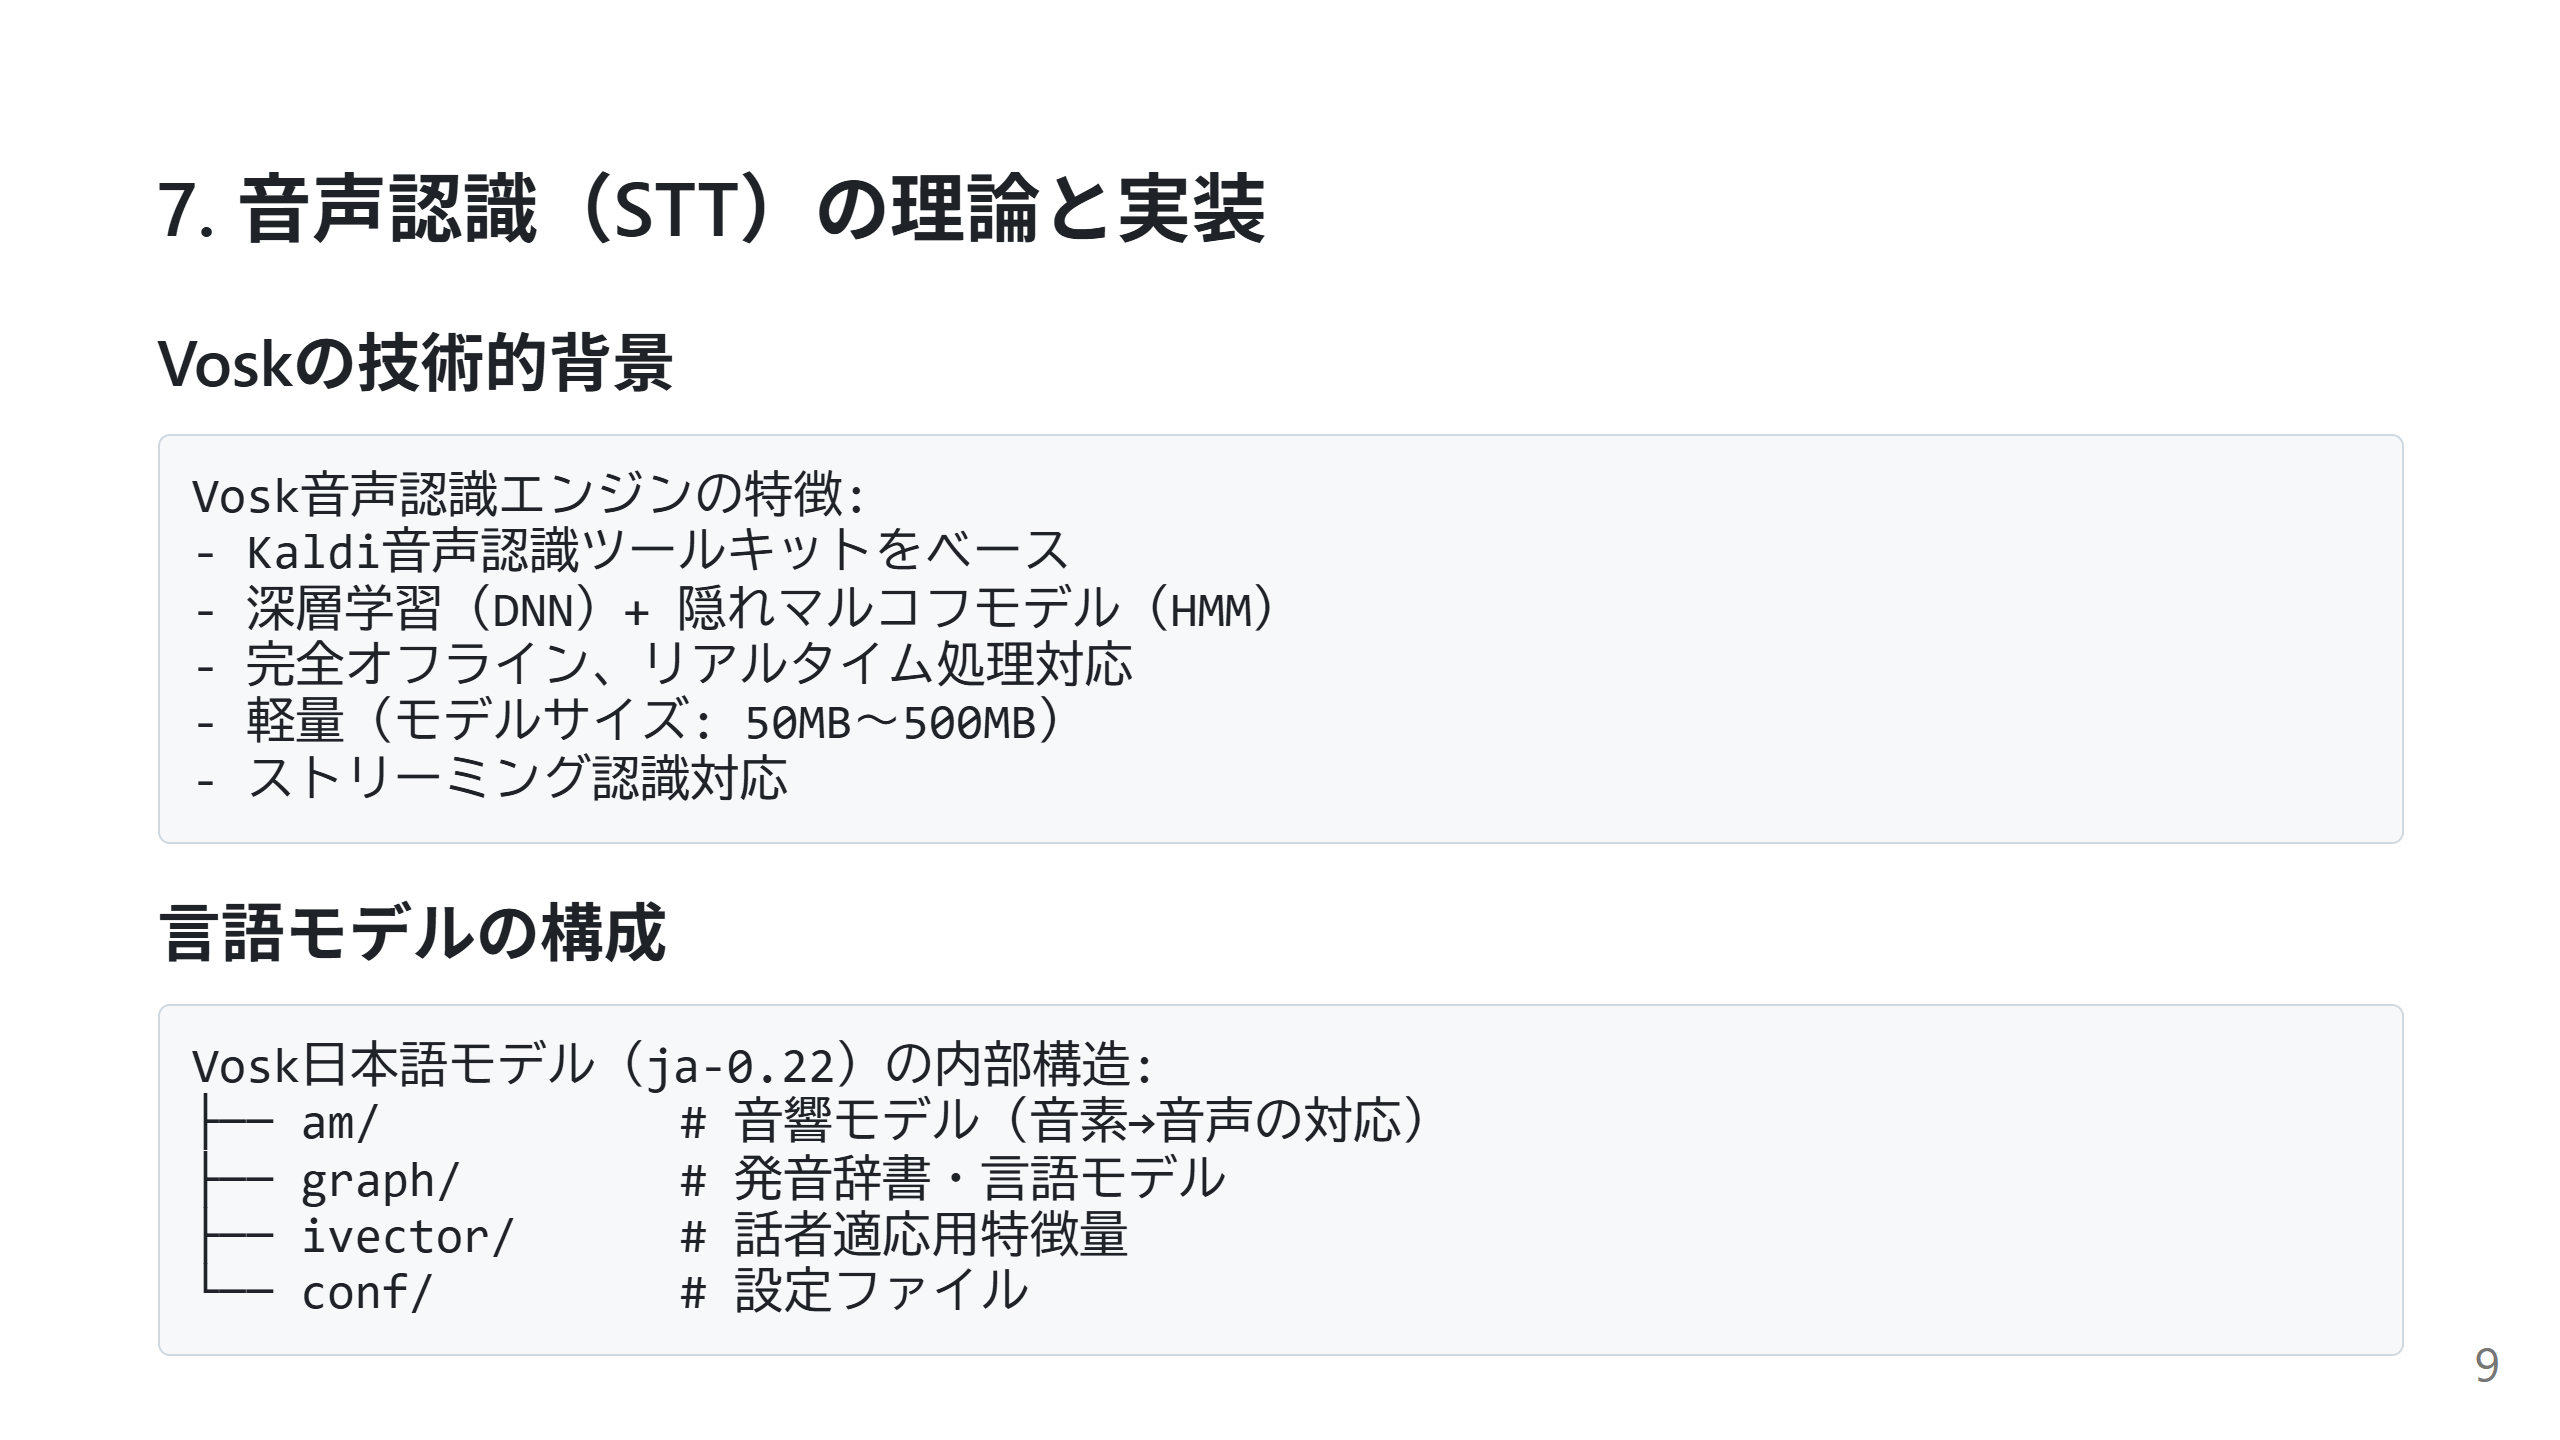 7. 音声認識（STT）の理論と実装
Voskの技術的背景
Vosk音声認識エンジンの特徴:
- Kaldi音声認識ツールキットをベース
- 深層学習（DNN）+ 隠れマルコフモデル（HMM）
- 完全オフライン、リアルタイム処理対応
- 軽量（モデルサイズ: 50MB～500MB）
- ストリーミング認識対応
言語モデルの構成
Vosk日本語モデル（ja-0.22）の内部構造:
├── am/           # 音響モデル（音素→音声の対応）
├── graph/        # 発音辞書・言語モデル
├── ivector/      # 話者適応用特徴量
└── conf/         # 設定ファイル
9